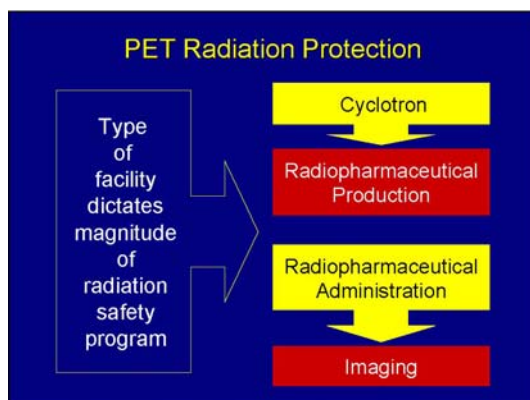 PET Radiation Protection
Type
of
facility
dictates
magnitude
of
radiation
safety
program
Cyclotron
Radiopharmaceutical
Production
Radiopharmaceutical
Administration
Imaging